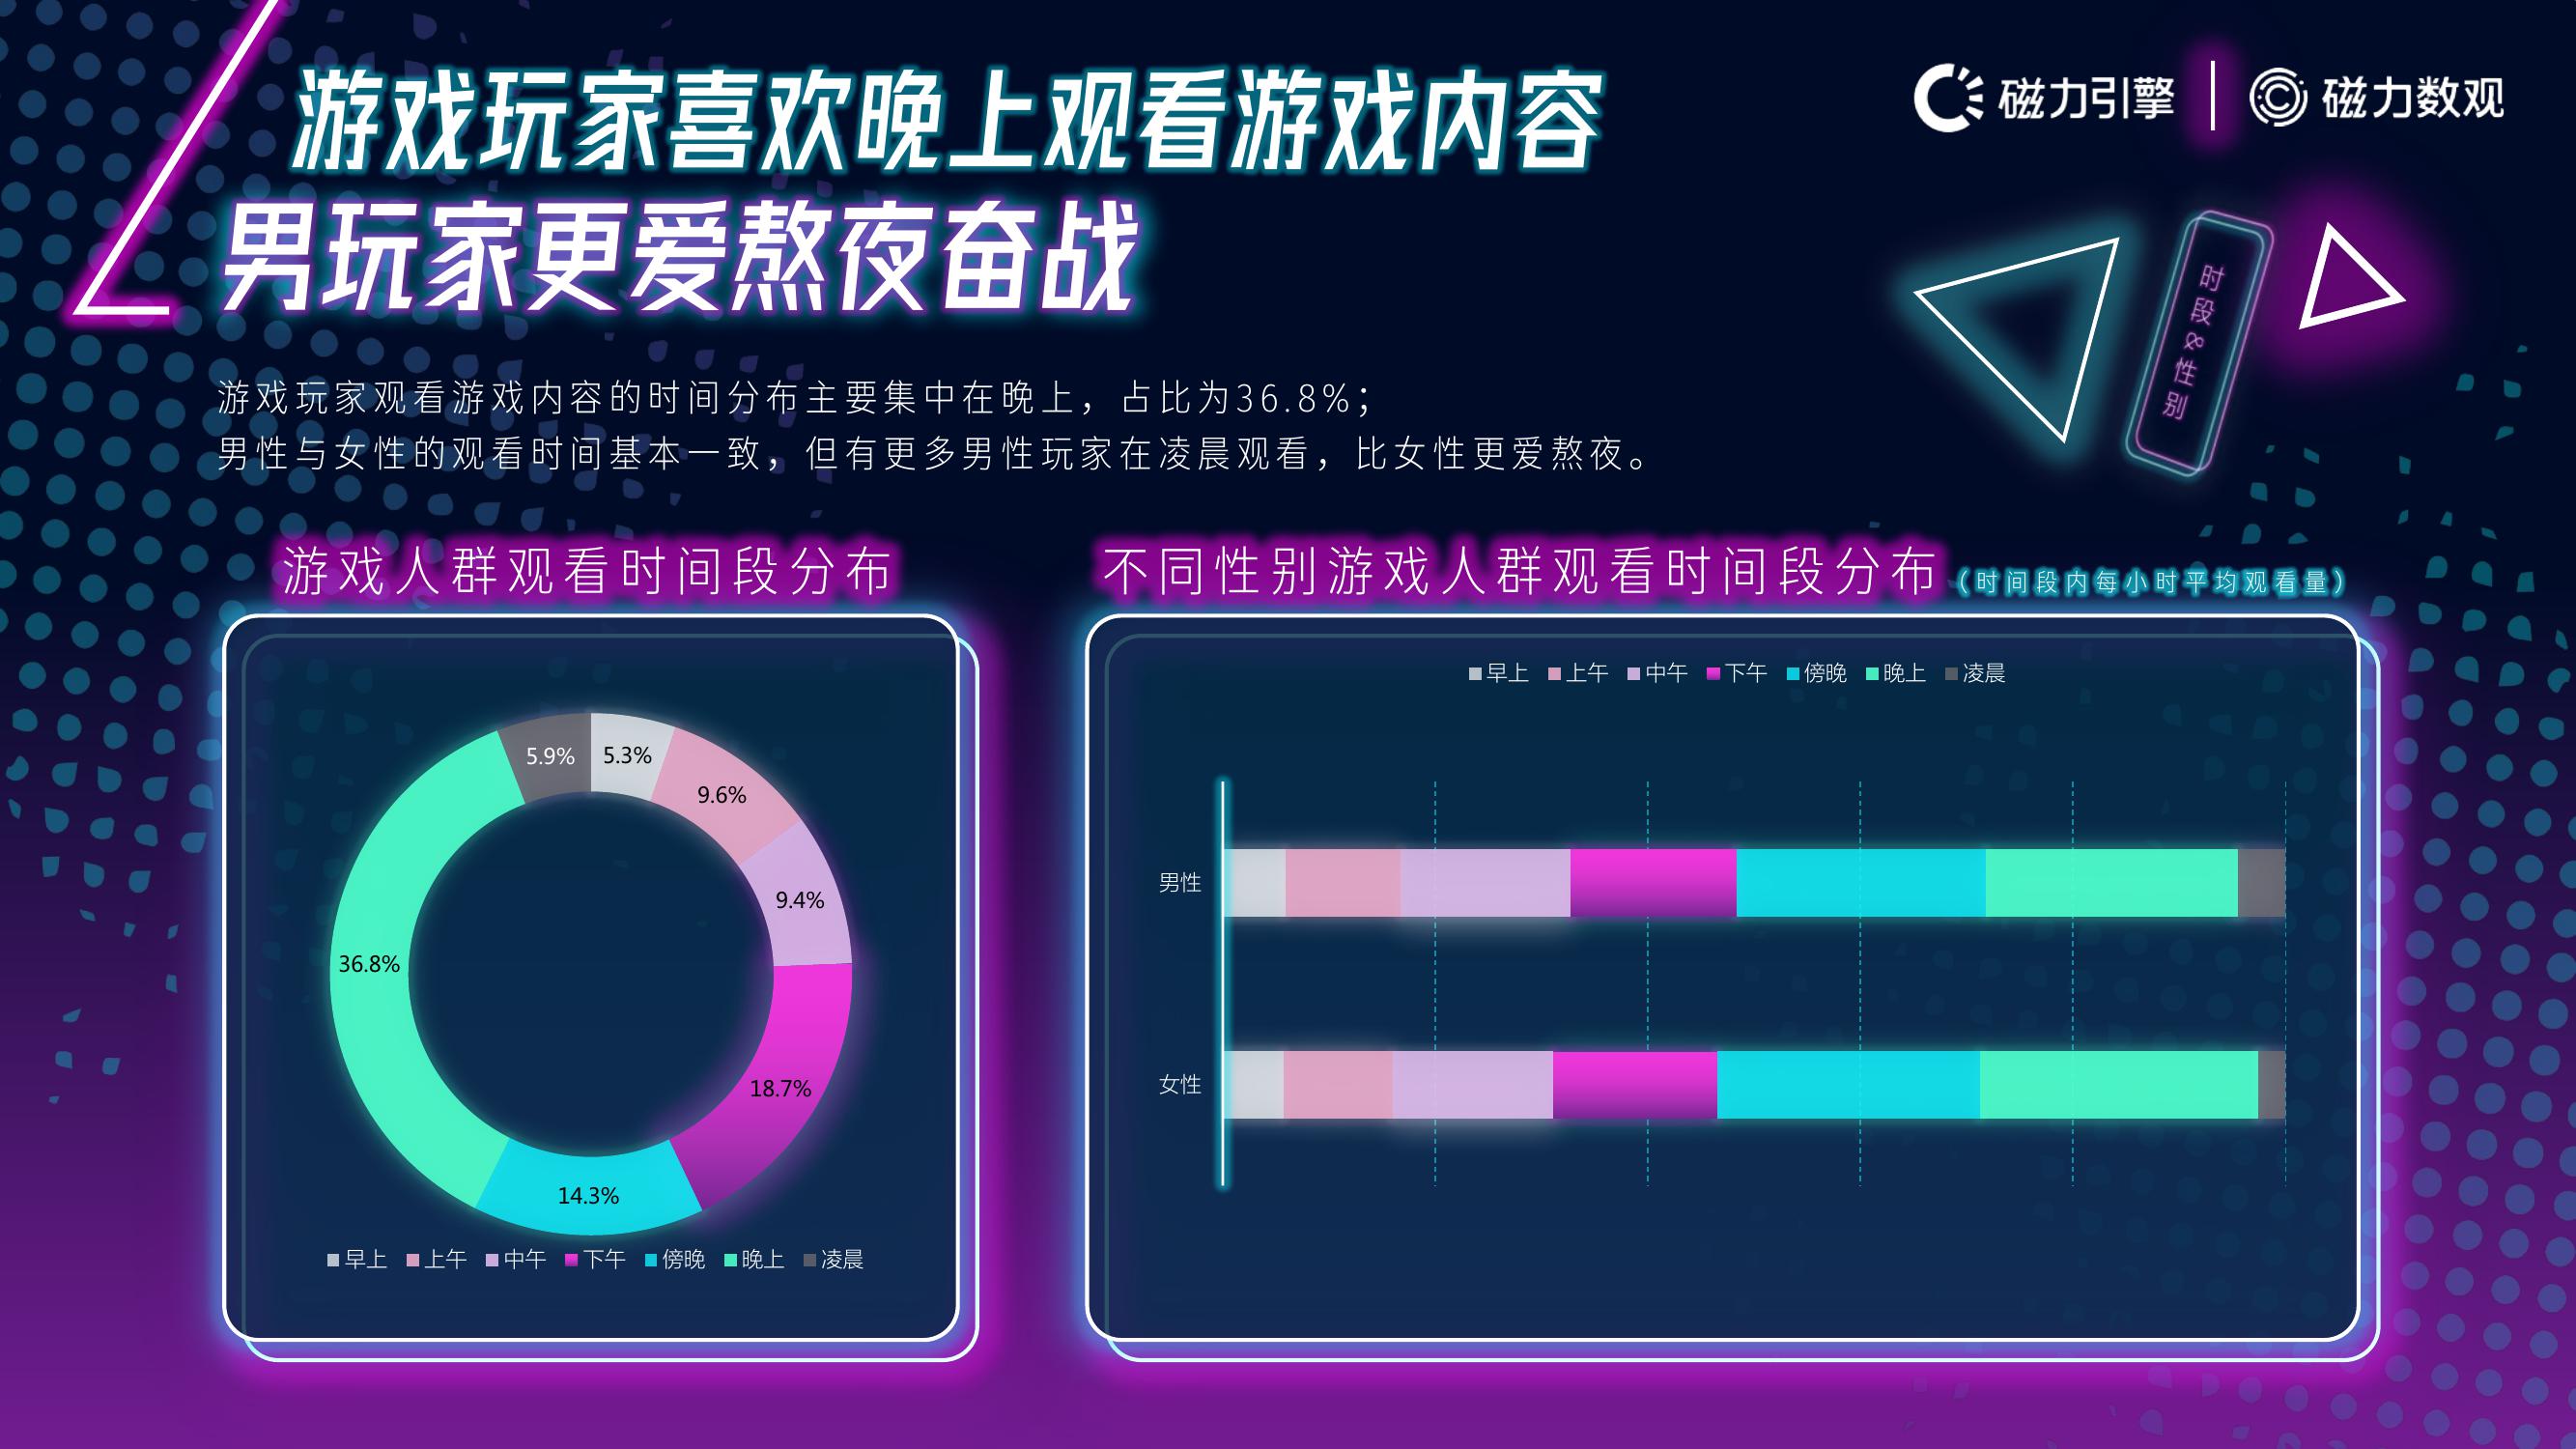 游戏玩家喜欢晚上观看游戏内容
男玩家更爱熬夜奋战
磁力引擎 磁力数观
时段&性别
游戏玩家观看游戏内容的时间分布主要集中在晚上，占比为36.8%；
男性与女性的观看时间基本一致，但有更多男性玩家在凌晨观看，比女性更爱熬夜。
游戏人群观看时间段分布
5.9% 5.3%
9.6%
9.4%
36.8%
18.7%
14.3%
早上 上午 中午 下午 傍晚 晚上 凌晨
不同性别游戏人群观看时间段分布（时间段内每小时平均观看量）
早上 上午 中午 下午 傍晚 晚上 凌晨
男性
女性